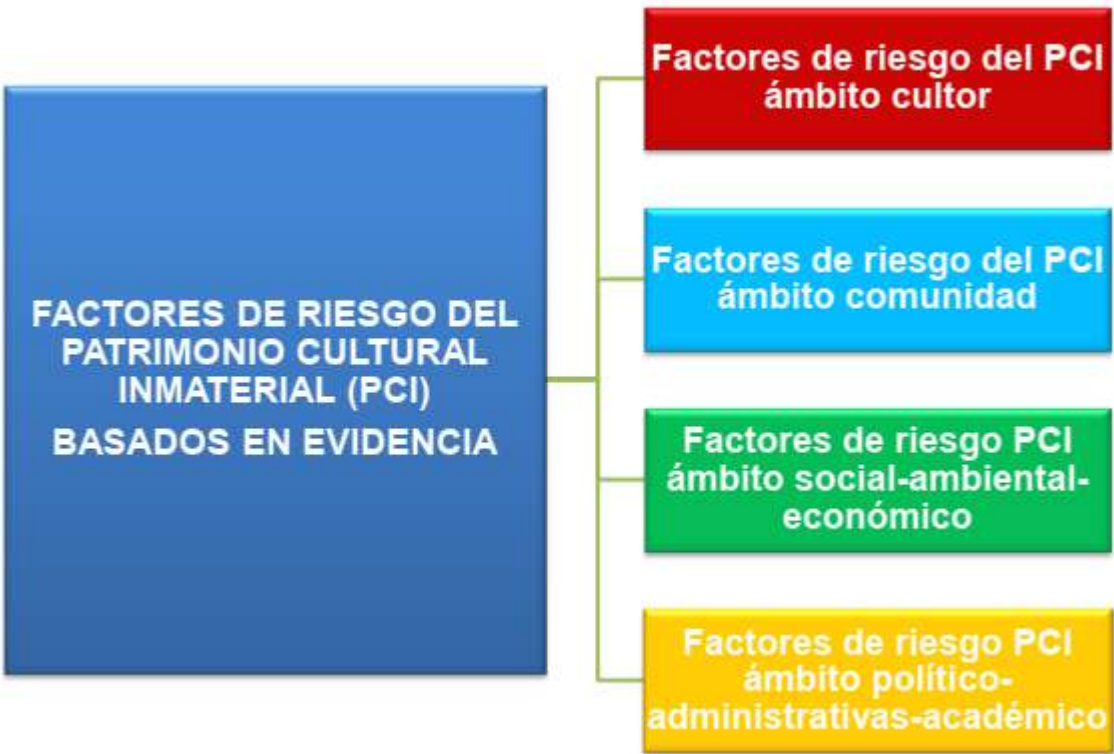 FACTORES DE RIESGO DEL
PATRIMONIO CULTURAL
INMATERIAL (PCI)
BASADOS EN EVIDENCIA
Factores de riesgo del PCI
ámbito cultor
Factores de riesgo del PCI
ámbito comunidad
Factores de riesgo PCI
ámbito social-ambiental-
económico
Factores de riesgo PCI
ámbito político-
administrativas-académico